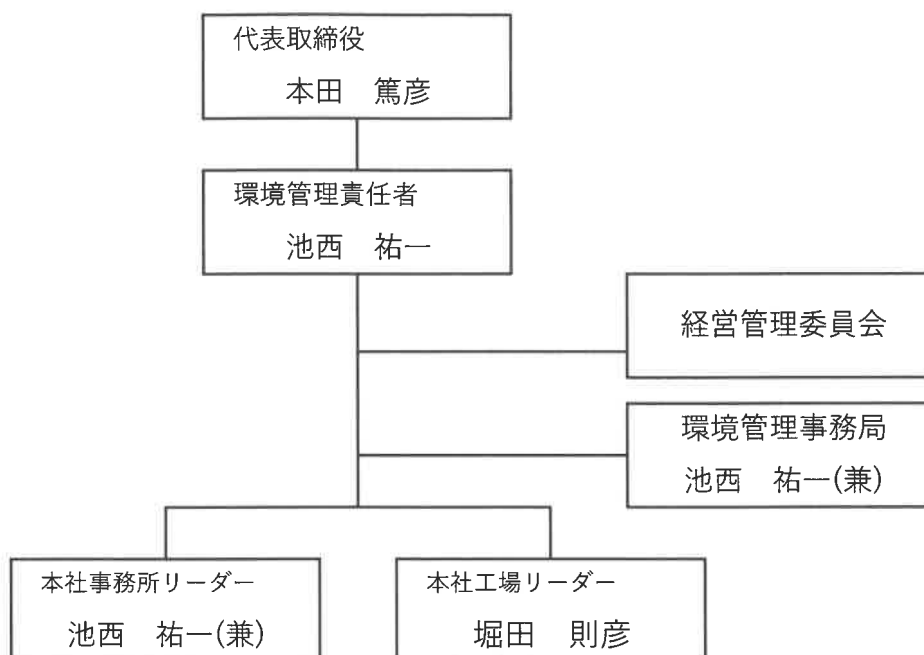 代表取締役
本田　篤彦
環境管理責任者
池西　祐一
経営管理委員会
環境管理事務局
池西　祐一(兼)
本社事務所リーダー
池西　祐一(兼)
本社工場リーダー
堀田　則彦